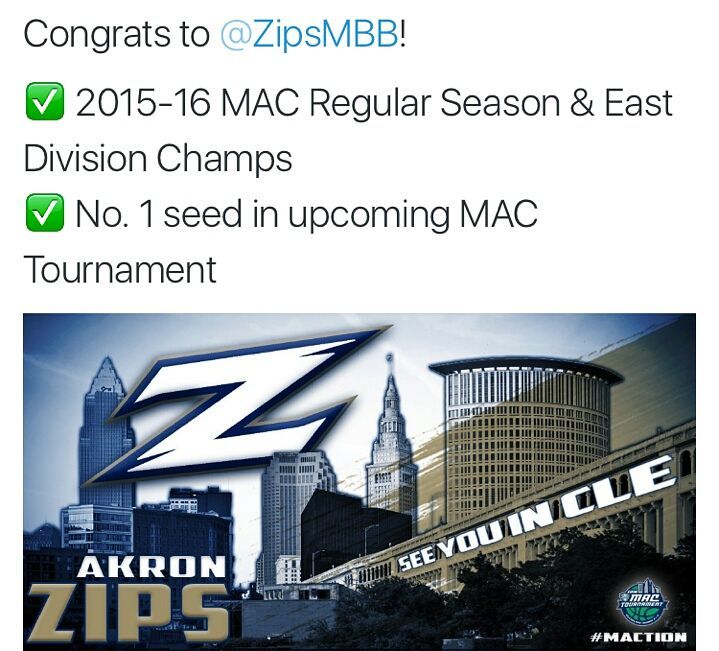 Congrats to @ZipsMBB!
✅ 2015-16 MAC Regular Season & East
Division Champs
✅ No. 1 seed in upcoming MAC
Tournament
Z
SEE YOU IN CLE
AKRON
ZIPS
MAC
TOURNAMENT
#MACTION